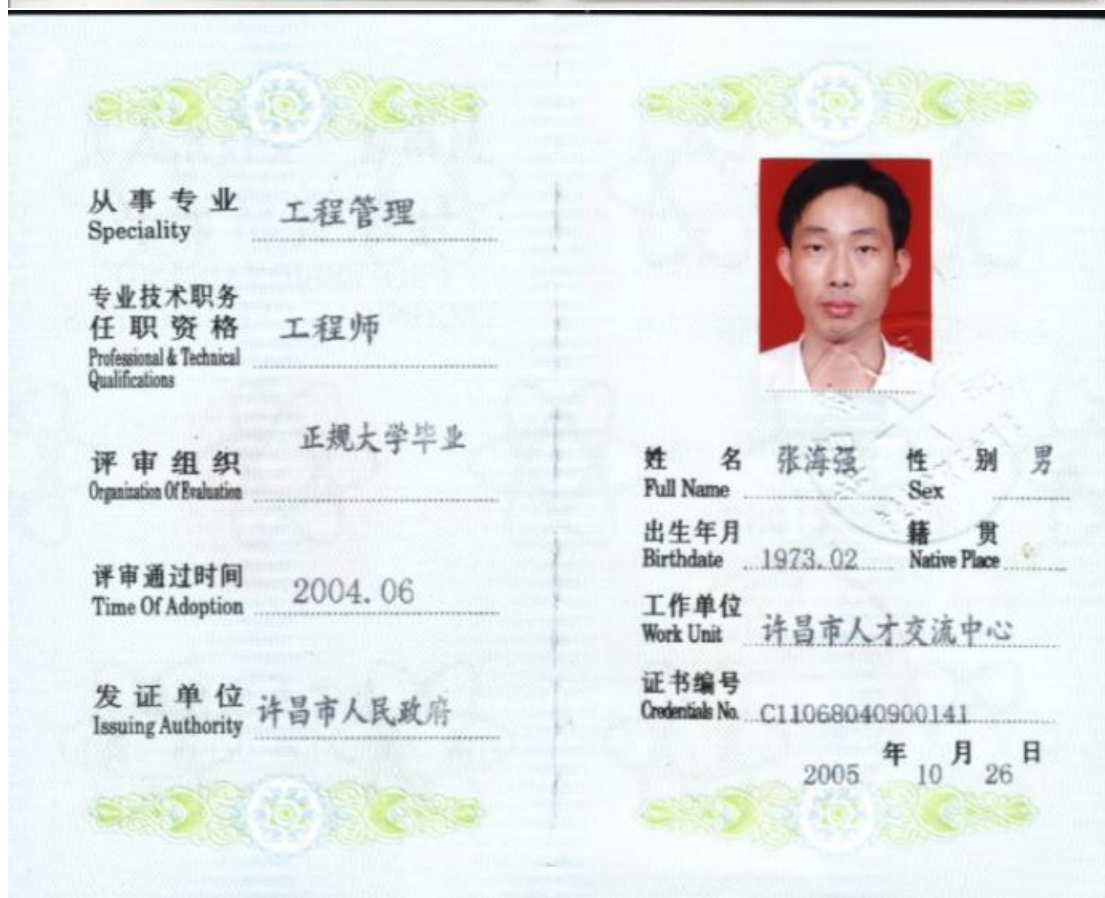 从事专业 工程管理
Speciality
专业技术职务
任职资格 工程师
Professional & Technical
Qualifications
正规大学毕业
评审组织
Organization Of Evaluation
评审通过时间 2004.06
Time Of Adoption
发证单位 许昌市人民政府
Issuing Authority
姓名 张海强 性别 男
Full Name Sex
出生年月 1973.02 籍贯
Birthdate Native Place
工作单位 许昌市人才交流中心
Work Unit
证书编号
Credentials No. C11068040900141
年 月 日
2005 10 26